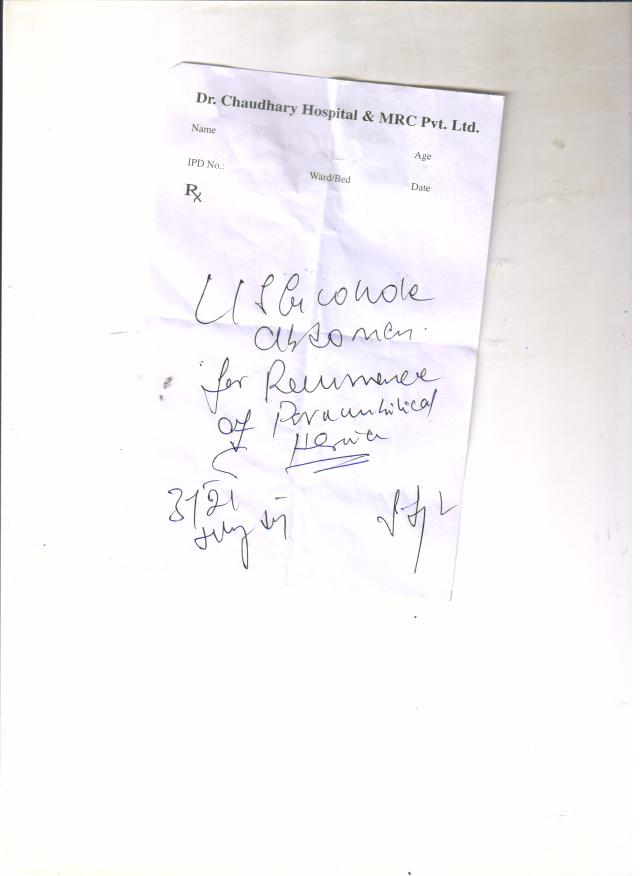 Dr. Chaudhary Hospital & MRC Pvt. Ltd.
Name
Age
IPD No.:
Ward/Bed
Date
Rx
US G whole
abdomen
for Recurrence
of Paraumbilical
Hernia